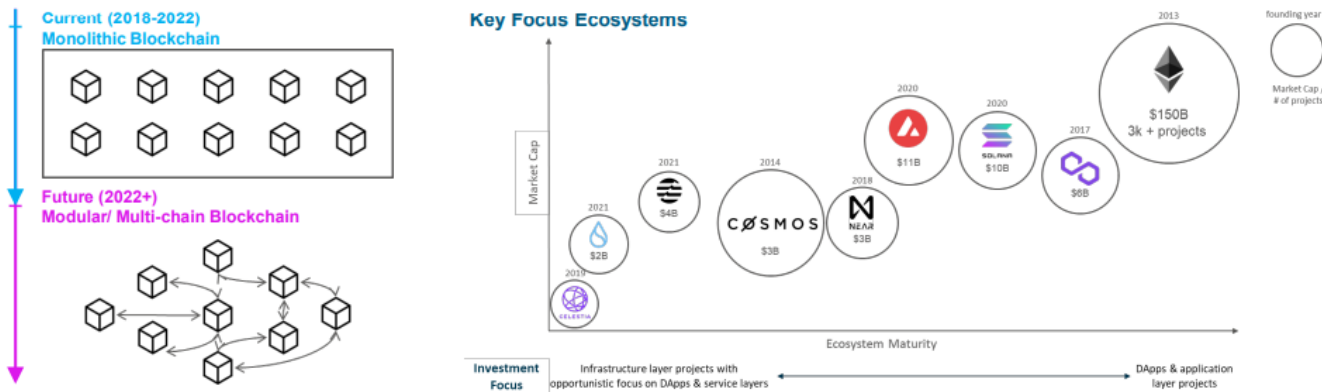 Current (2018-2022)
Monolithic Blockchain
Future (2022+)
Modular/ Multi-chain Blockchain
Key Focus Ecosystems
founding year
Market Cap /
# of projects
Market Cap
2019
CELESTIA
2021
$2B
2021
$4B
2014
COSMOS
$3B
2018
NEAR
$3B
2020
$11B
2020
SOLANA
$10B
2017
$6B
2013
$150B
3k + projects
Ecosystem Maturity
Investment
Focus
Infrastructure layer projects with
opportunistic focus on DApps & service layers
DApps & application
layer projects